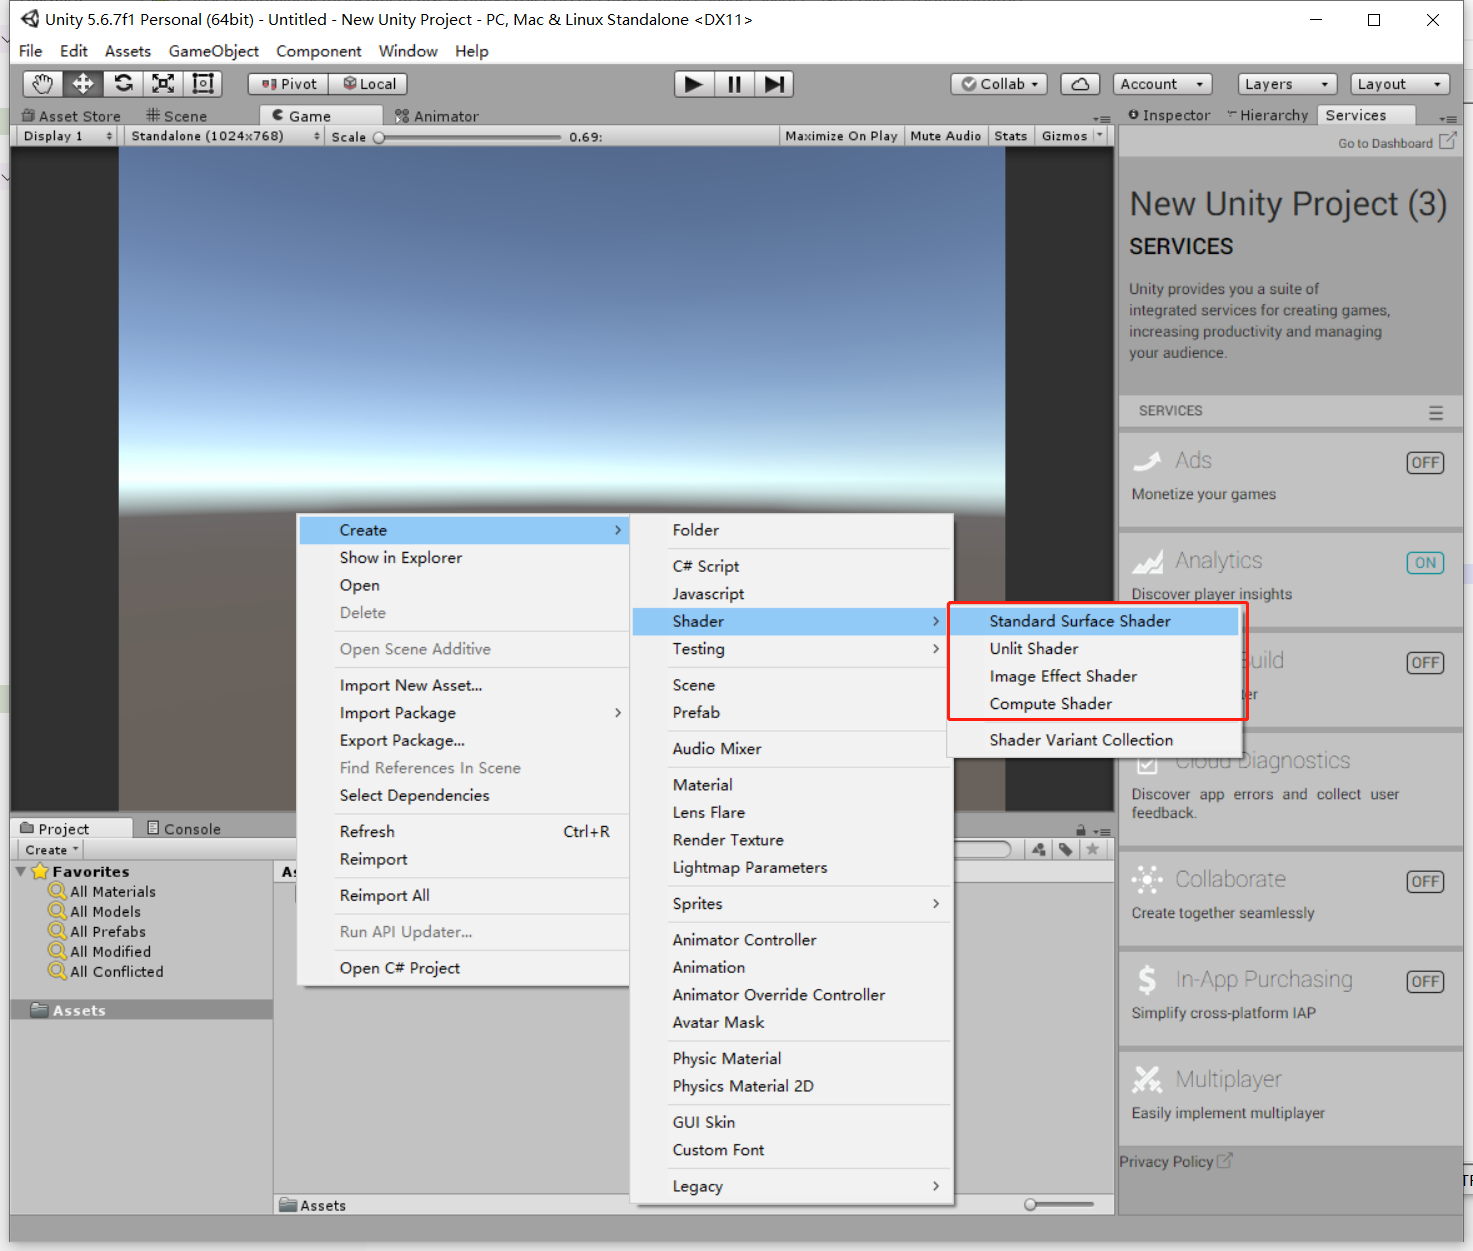 Unity 5.6.7f1 Personal (64bit) - Untitled - New Unity Project - PC, Mac & Linux Standalone <DX11>
File Edit Assets GameObject Component Window Help
Pivot Local Collab Account Layers Layout
Asset Store Scene Game Animator
Display 1 Standalone (1024x768) Scale 0.69: Maximize On Play Mute Audio Stats Gizmos
Inspector Hierarchy Services
Go to Dashboard
New Unity Project (3)
SERVICES
Unity provides you a suite of
integrated services for creating games,
increasing productivity and managing
your audience.
SERVICES
Ads OFF
Monetize your games
Analytics ON
Discover player insights
Build OFF
Cloud Diagnostics
Discover app errors and collect user
feedback.
Collaborate OFF
Create together seamlessly
In-App Purchasing OFF
Simplify cross-platform IAP
Multiplayer
Easily implement multiplayer
Privacy Policy
Create
Show in Explorer
Open
Delete
Open Scene Additive
Import New Asset...
Import Package
Export Package...
Find References In Scene
Select Dependencies
Refresh Ctrl+R
Reimport
Reimport All
Run API Updater...
Open C# Project
Folder
C# Script
Javascript
Shader
Testing
Scene
Prefab
Audio Mixer
Material
Lens Flare
Render Texture
Lightmap Parameters
Sprites
Animator Controller
Animation
Animator Override Controller
Avatar Mask
Physic Material
Physics Material 2D
GUI Skin
Custom Font
Legacy
Standard Surface Shader
Unlit Shader
Image Effect Shader
Compute Shader
Shader Variant Collection
Project Console
Create
Favorites
All Materials
All Models
All Prefabs
All Modified
All Conflicted
Assets
Assets